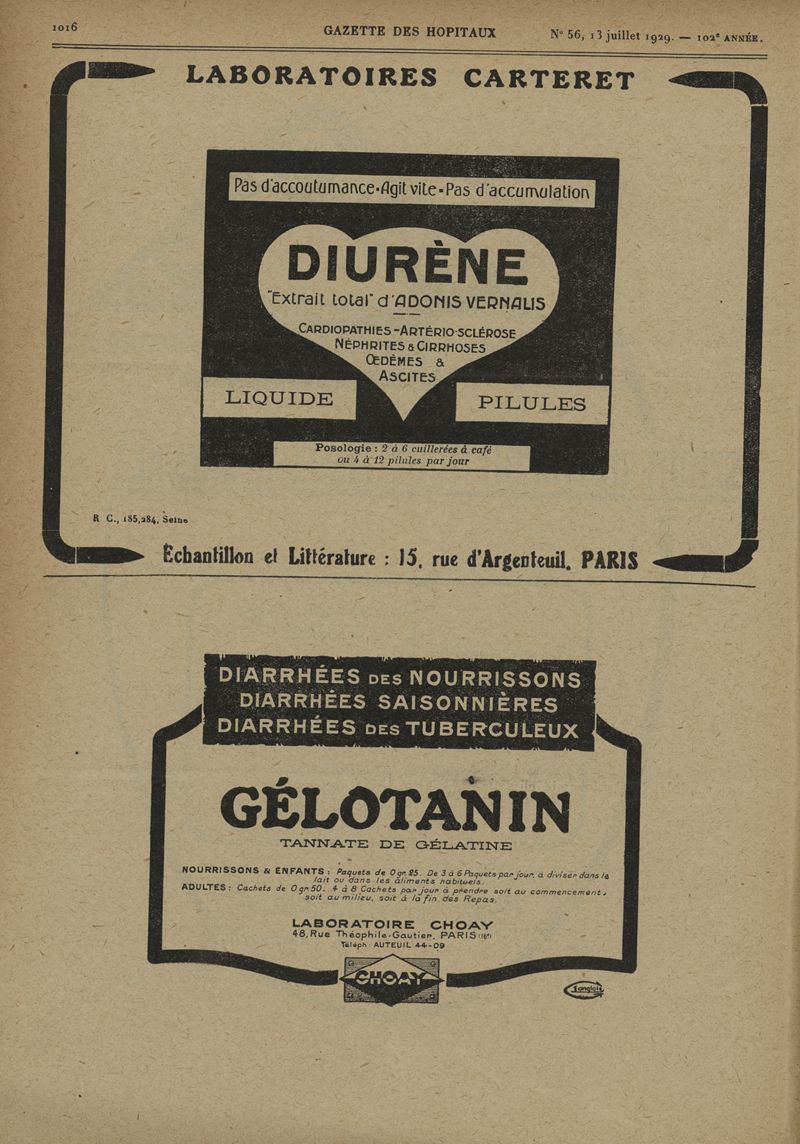 1016
GAZETTE DES HOPITAUX
N° 56, 13 juillet 1929. — 102e ANNÉE.
LABORATOIRES CARTERET
Pas d'accoutumance-Agit vite-Pas d'accumulation
DIURÈNE
"Extrait total" d'ADONIS VERNALIS
CARDIOPATHIES-ARTÉRIO-SCLÉROSE
NÉPHRITES & CIRRHOSES
ŒDÈMES &
ASCITES
LIQUIDE
PILULES
Posologie : 2 à 6 cuillerées à café
ou 4 à 12 pilules par jour
R C., 185,284, Seine
Échantillon et Littérature : 15, rue d'Argenteuil. PARIS
DIARRHÉES DES NOURRISSONS
DIARRHÉES SAISONNIÈRES
DIARRHÉES DES TUBERCULEUX
GÉLOTANIN
TANNATE DE GÉLATINE
NOURRISSONS & ENFANTS : Paquets de 0gr.25. De 3 à 6 Paquets par jour, à diviser dans le
lait ou dans les aliments habituels.
ADULTES : Cachets de 0gr.50. 4 à 8 Cachets par jour à prendre soit au commencement,
soit au milieu, soit à la fin des Repas.
LABORATOIRE CHOAY
48, Rue Théophile-Gautier, PARIS
Téléph : AUTEUIL 44-09
CHOAY
Langlois